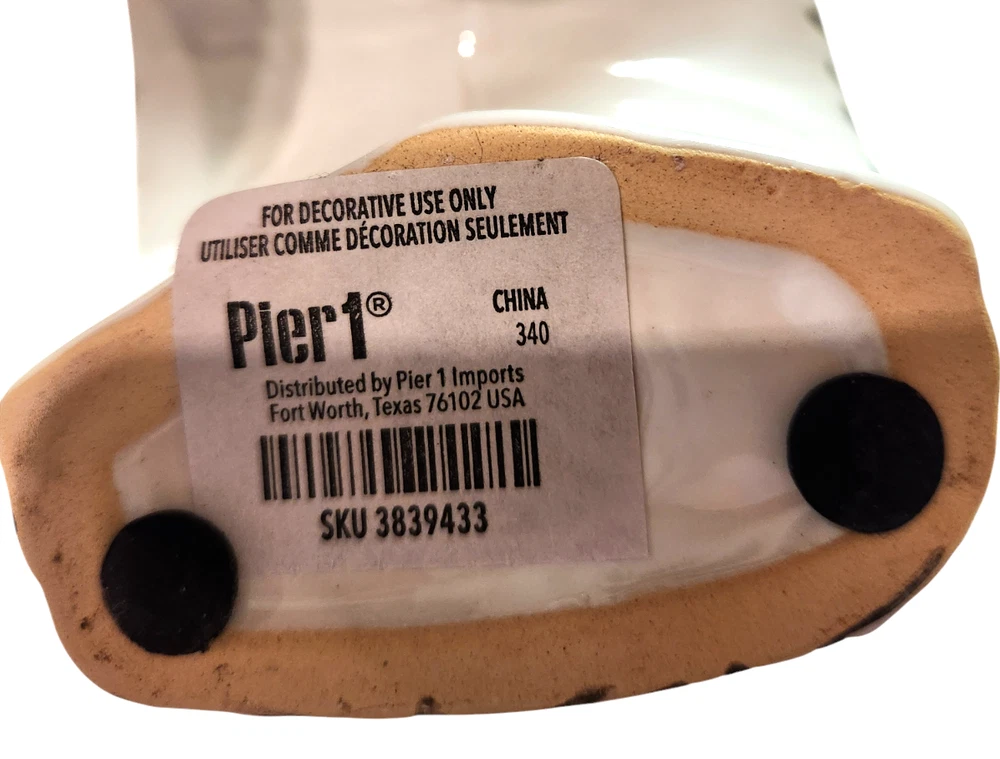 FOR DECORATIVE USE ONLY
UTILISER COMME DÉCORATION SEULEMENT
Pier1® CHINA
340
Distributed by Pier 1 Imports
Fort Worth, Texas 76102 USA
SKU 3839433